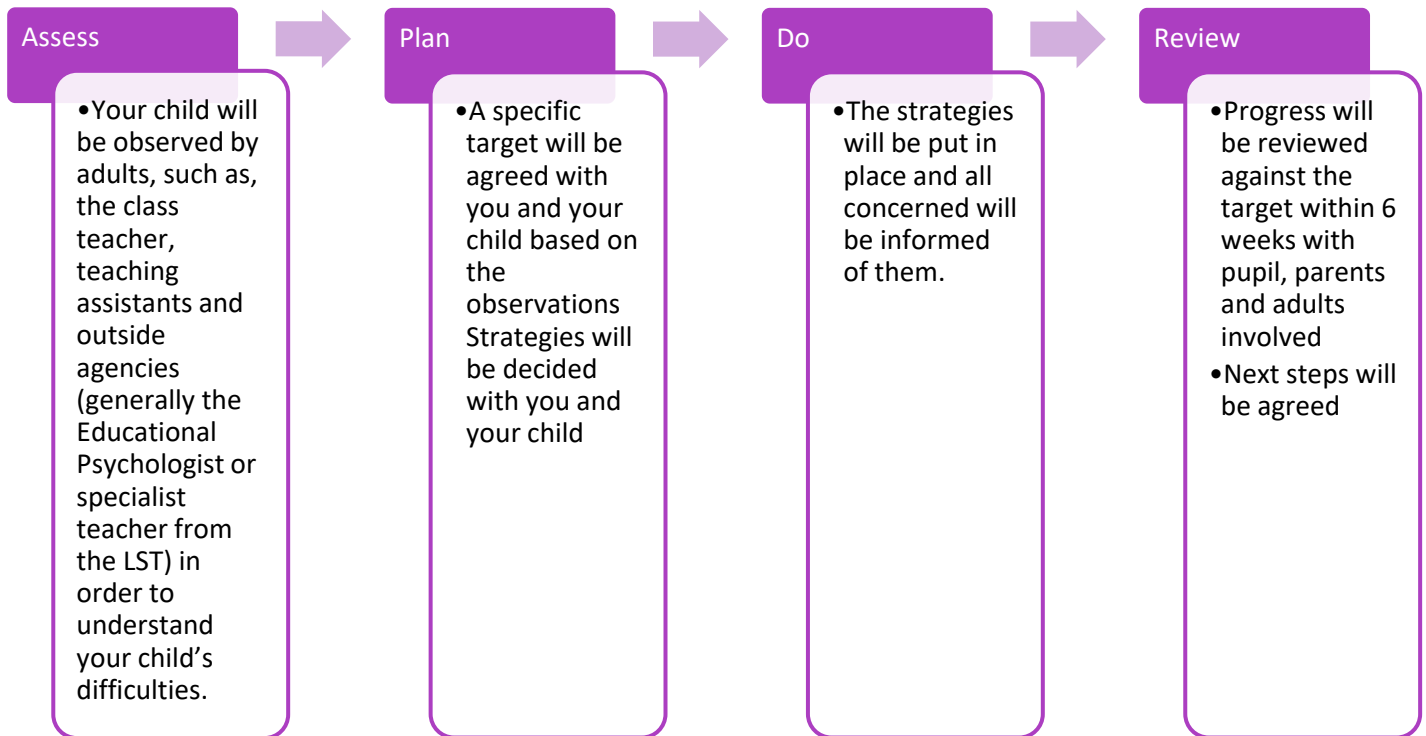 Assess
•Your child will
be observed by
adults, such as,
the class
teacher,
teaching
assistants and
outside
agencies
(generally the
Educational
Psychologist or
specialist
teacher from
the LST) in
order to
understand
your child’s
difficulties.
Plan
•A specific
target will be
agreed with
you and your
child based on
the
observations
Strategies will
be decided
with you and
your child
Do
•The strategies
will be put in
place and all
concerned will
be informed
of them.
Review
•Progress will
be reviewed
against the
target within 6
weeks with
pupil, parents
and adults
involved
•Next steps will
be agreed